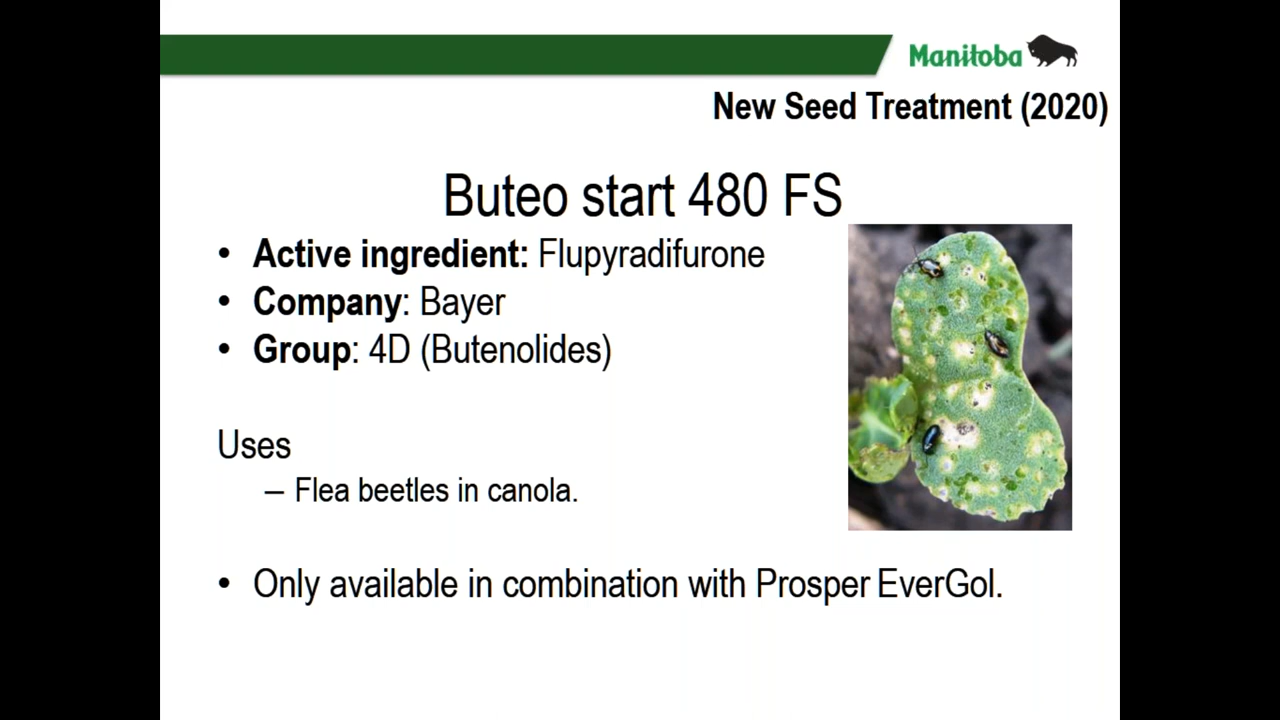 Manitoba
New Seed Treatment (2020)
Buteo start 480 FS
• Active ingredient: Flupyradifurone
• Company: Bayer
• Group: 4D (Butenolides)
Uses
– Flea beetles in canola.
• Only available in combination with Prosper EverGol.